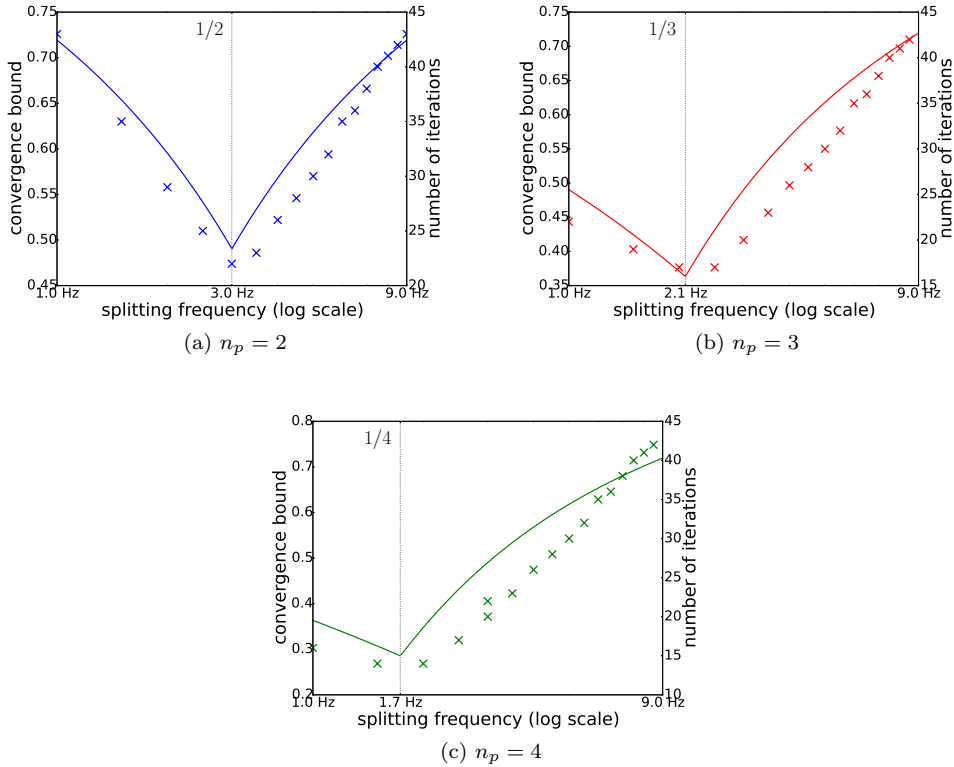 0.75
0.70
0.65
0.60
0.55
0.50
0.45
convergence bound
1/2
45
40
35
30
25
20
number of iterations
1.0 Hz
3.0 Hz
9.0 Hz
splitting frequency (log scale)
(a) n_p = 2
0.75
0.70
0.65
0.60
0.55
0.50
0.45
0.40
0.35
convergence bound
1/3
45
40
35
30
25
20
15
number of iterations
1.0 Hz
2.1 Hz
9.0 Hz
splitting frequency (log scale)
(b) n_p = 3
0.8
0.7
0.6
0.5
0.4
0.3
0.2
convergence bound
1/4
45
40
35
30
25
20
15
10
number of iterations
1.0 Hz
1.7 Hz
9.0 Hz
splitting frequency (log scale)
(c) n_p = 4